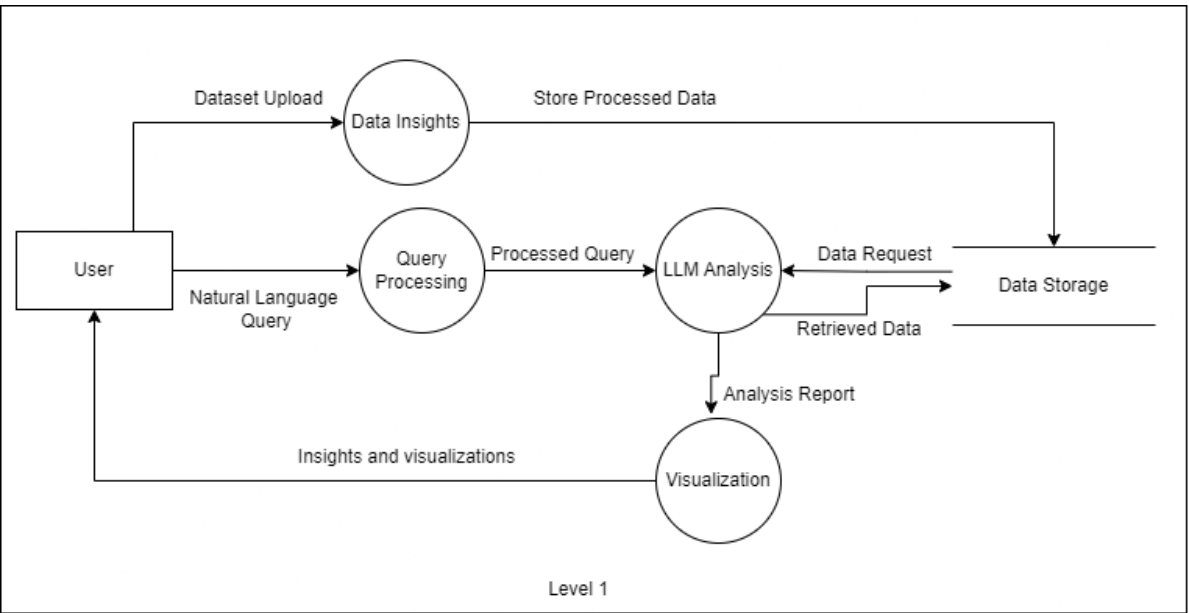 Dataset Upload
Store Processed Data
Data Insights
User
Query
Processing
Processed Query
LLM Analysis
Data Request
Data Storage
Natural Language
Query
Retrieved Data
Analysis Report
Insights and visualizations
Visualization
Level 1